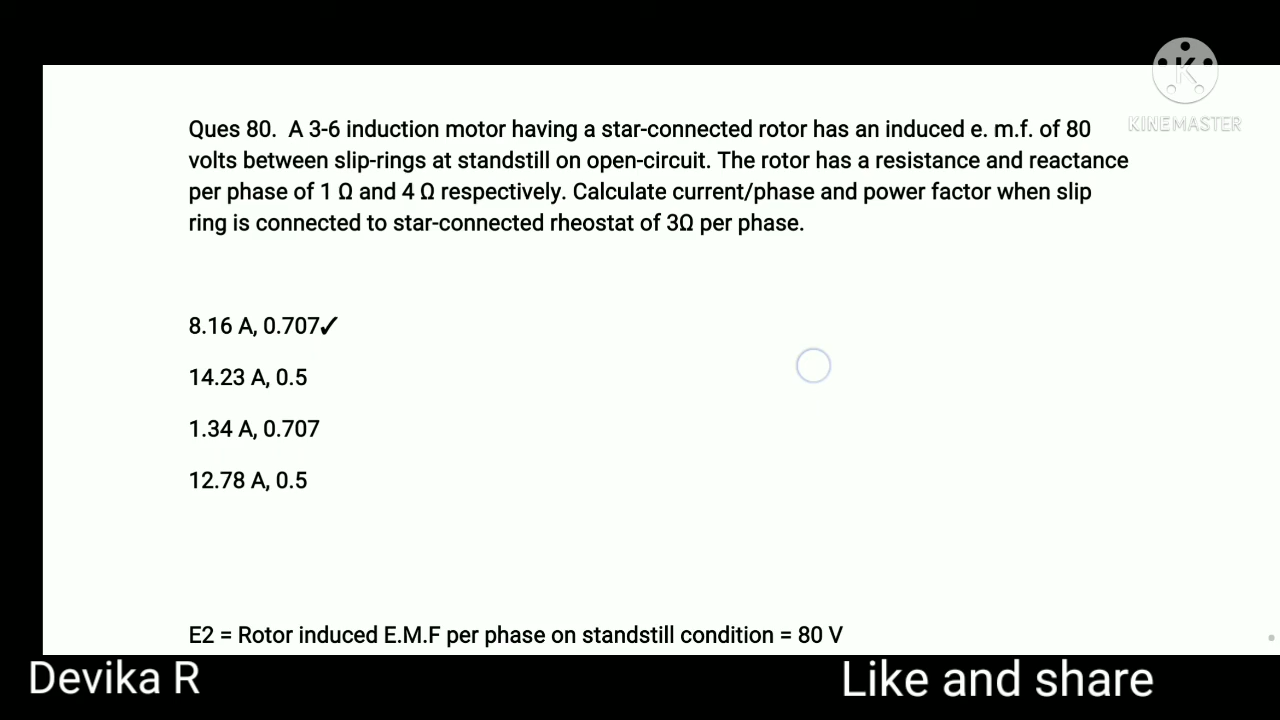 KINEMASTER
Ques 80. A 3-6 induction motor having a star-connected rotor has an induced e. m.f. of 80
volts between slip-rings at standstill on open-circuit. The rotor has a resistance and reactance
per phase of 1 Ω and 4 Ω respectively. Calculate current/phase and power factor when slip
ring is connected to star-connected rheostat of 3Ω per phase.
8.16 A, 0.707✓
14.23 A, 0.5
1.34 A, 0.707
12.78 A, 0.5
E2 = Rotor induced E.M.F per phase on standstill condition = 80 V
Devika R
Like and share